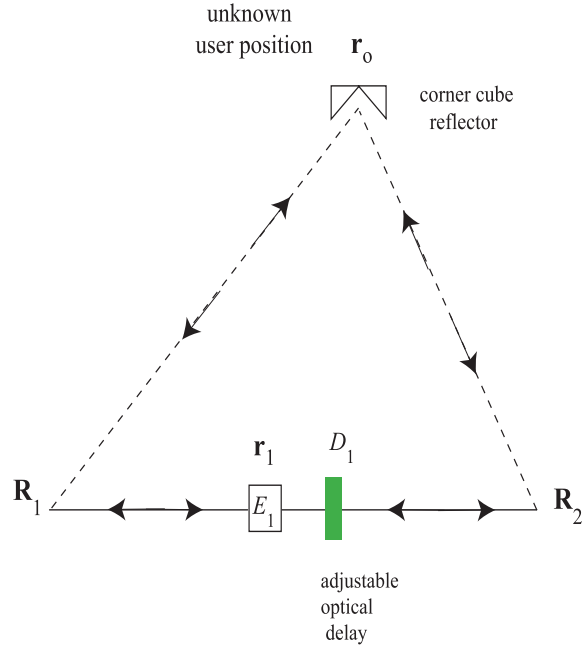 unknown
user position
r_o
corner cube
reflector
r_1
D_1
R_1
E_1
R_2
adjustable
optical
delay